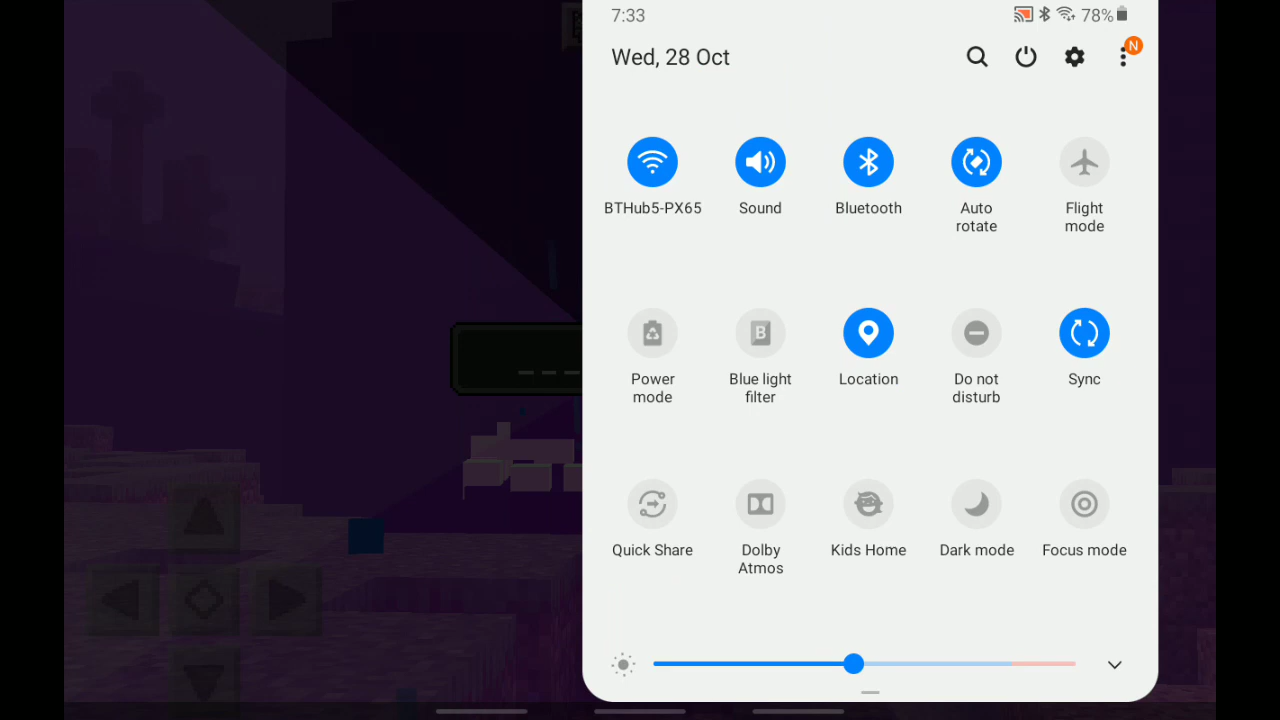 7:33
78%
Wed, 28 Oct
N
BTHub5-PX65
Sound
Bluetooth
Auto
rotate
Flight
mode
Power
mode
B
Blue light
filter
Location
Do not
disturb
Sync
Quick Share
Dolby
Atmos
Kids Home
Dark mode
Focus mode